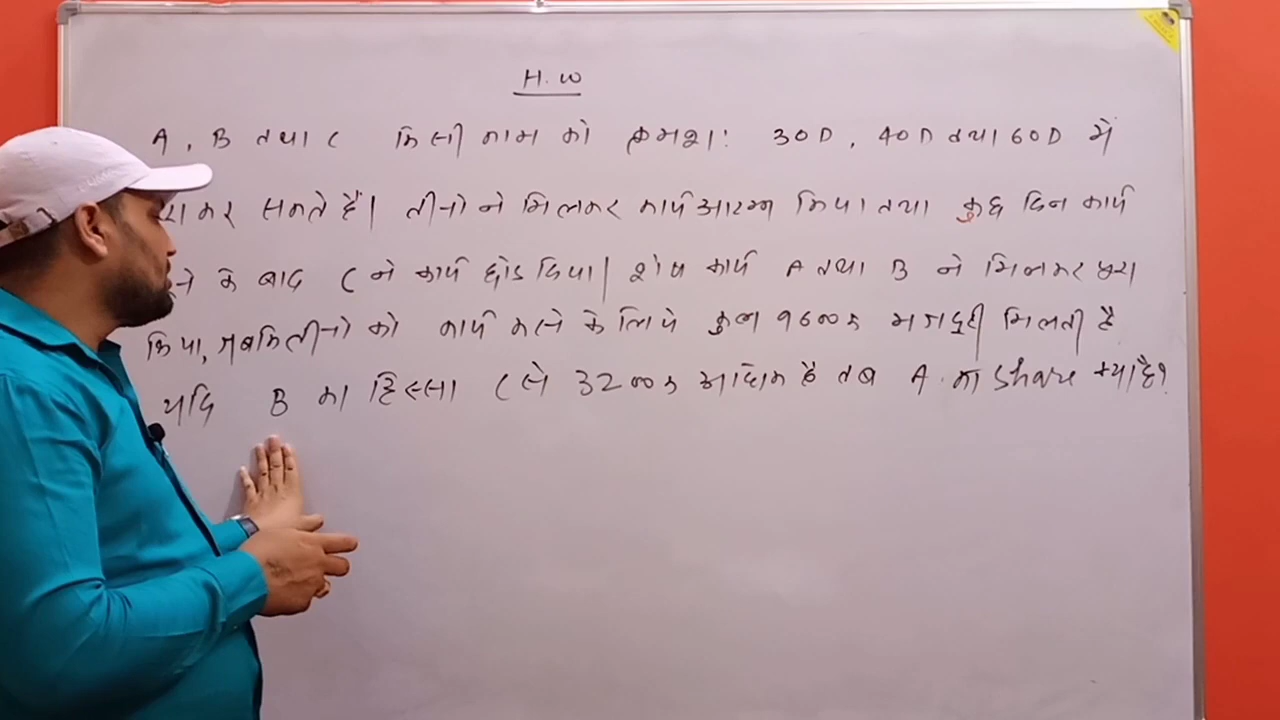 H.W
A, B तथा C किसी काम को क्रमशः 30D, 40D तथा 60D में
कर सकते हैं। तीनो ने मिलकर कार्य आरम्भ किया तथा कुछ दिन कार्य
के बाद C ने कार्य छोड दिया। शेष कार्य A तथा B ने मिलकर पूरा
किया, जबकि तीनो को कार्य करने के लिये कुल 9600रु मजदूरी मिलती है
यदि B का हिस्सा C से 3200रु अधिक है तब A का Share क्या है?